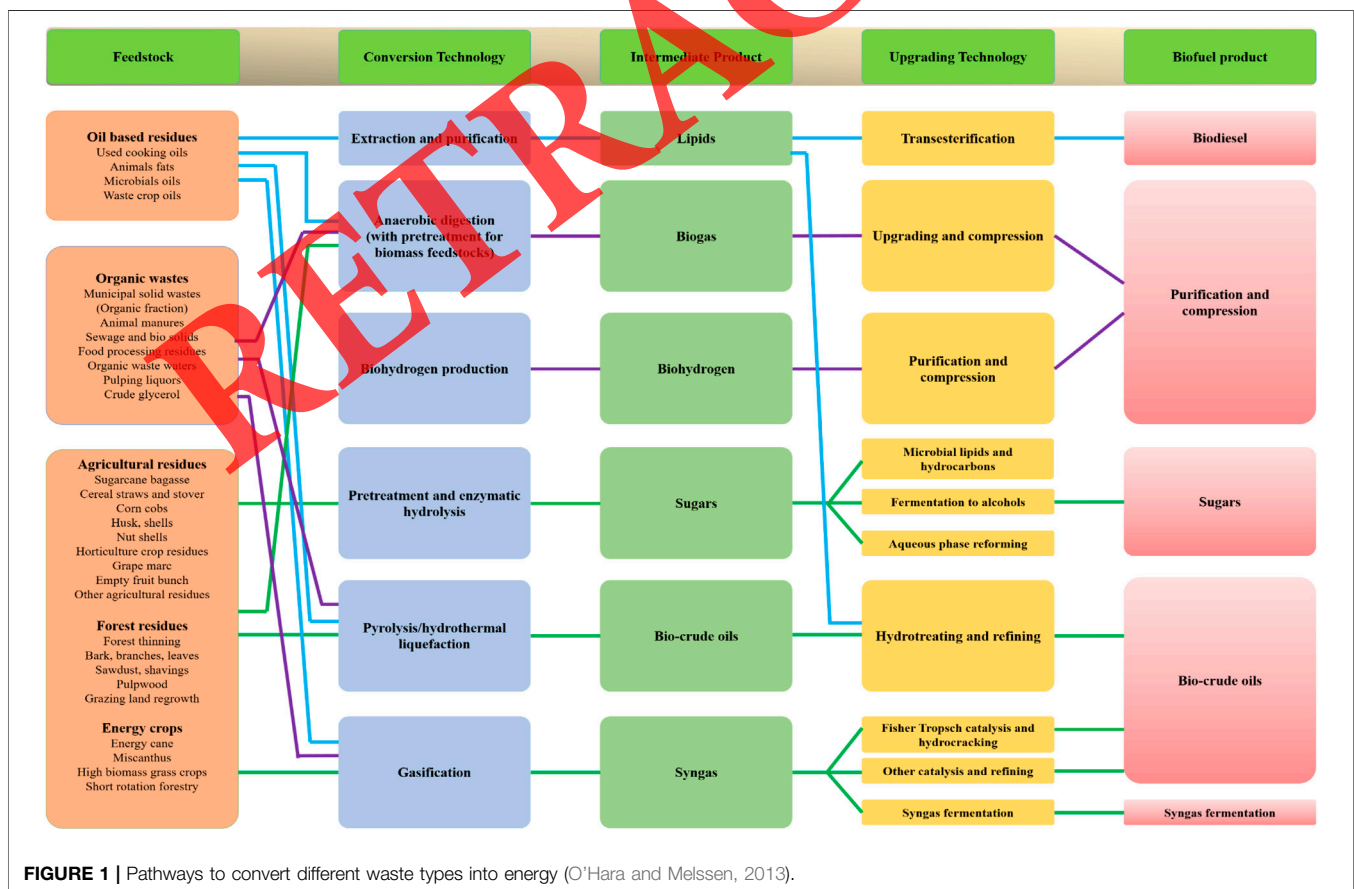 Feedstock
Conversion Technology
Intermediate Product
Upgrading Technology
Biofuel product
Oil based residues
Used cooking oils
Animals fats
Microbials oils
Waste crop oils
Organic wastes
Municipal solid wastes
(Organic fraction)
Animal manures
Sewage and bio solids
Food processing residues
Organic waste waters
Pulping liquors
Crude glycerol
Agricultural residues
Sugarcane bagasse
Cereal straws and stover
Corn cobs
Husk, shells
Nut shells
Horticulture crop residues
Grape marc
Empty fruit bunch
Other agricultural residues
Forest residues
Forest thinning
Bark, branches, leaves
Sawdust, shavings
Pulpwood
Grazing land regrowth
Energy crops
Energy cane
Miscanthus
High biomass grass crops
Short rotation forestry
Extraction and purification
Anaerobic digestion
(with pretreatment for
biomass feedstocks)
Biohydrogen production
Pretreatment and enzymatic
hydrolysis
Pyrolysis/hydrothermal
liquefaction
Gasification
Lipids
Biogas
Biohydrogen
Sugars
Bio-crude oils
Syngas
Transesterification
Upgrading and compression
Purification and
compression
Microbial lipids and
hydrocarbons
Fermentation to alcohols
Aqueous phase reforming
Hydrotreating and refining
Fisher Tropsch catalysis and
hydrocracking
Other catalysis and refining
Syngas fermentation
Biodiesel
Purification and
compression
Sugars
Bio-crude oils
Syngas fermentation
RETRAC
FIGURE 1 | Pathways to convert different waste types into energy (O'Hara and Melssen, 2013).